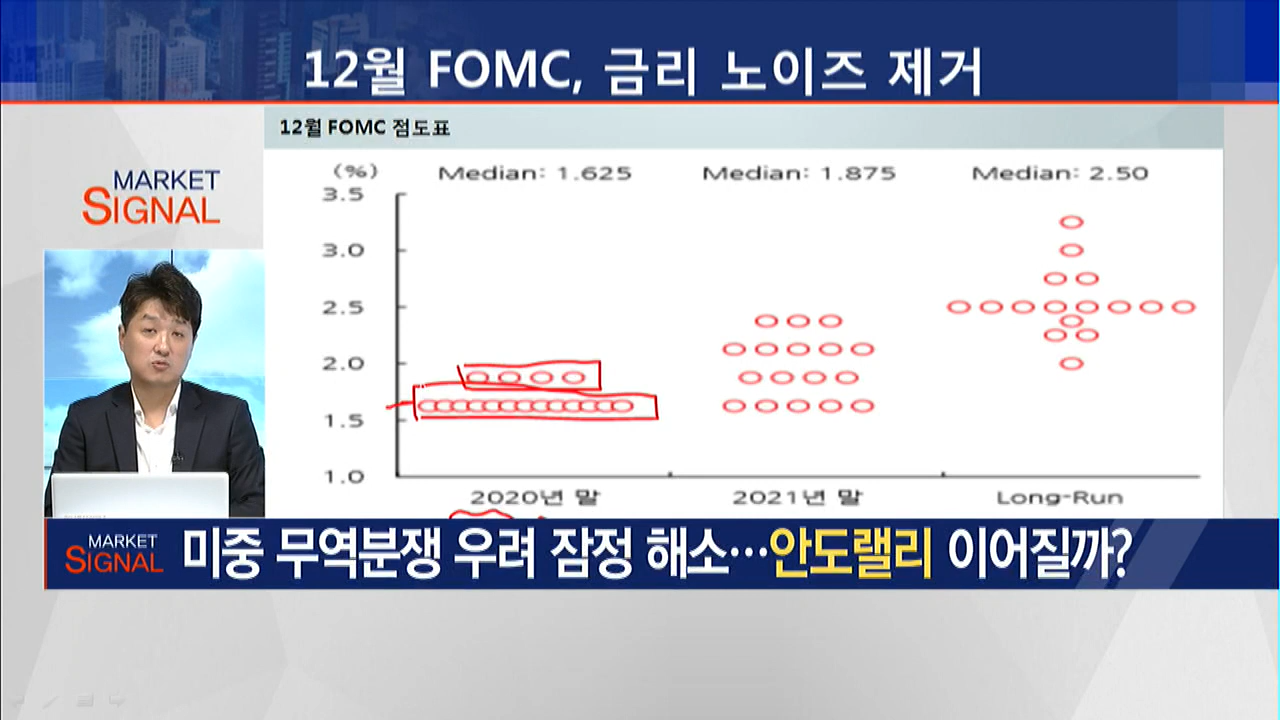 12월 FOMC, 금리 노이즈 제거
12월 FOMC 점도표
MARKET
SIGNAL
(%)
Median: 1.625
Median: 1.875
Median: 2.50
3.5
3.0
2.5
2.0
1.5
1.0
2020년 말
2021년 말
Long-Run
MARKET
SIGNAL
미중 무역분쟁 우려 잠정 해소…안도랠리 이어질까?